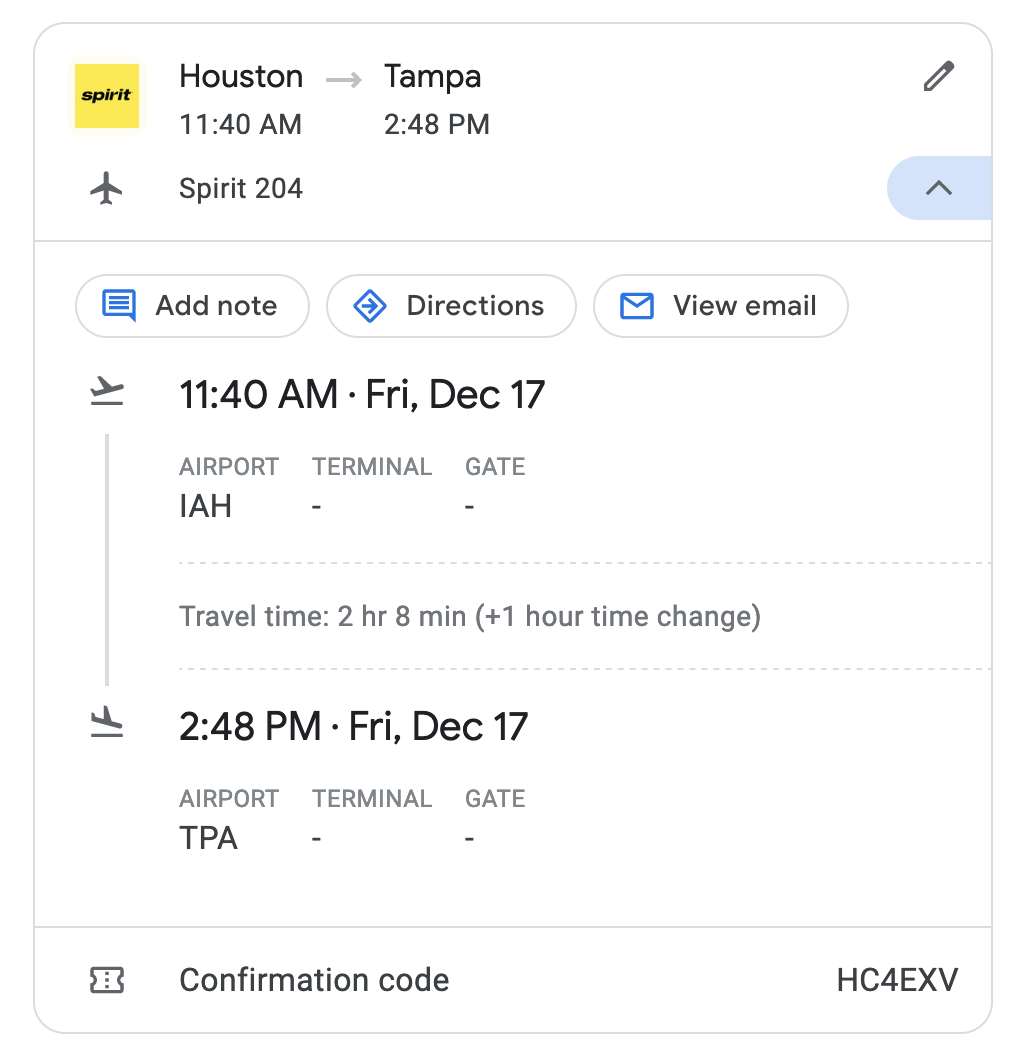 spirit
Houston → Tampa
11:40 AM 2:48 PM
Spirit 204
Add note Directions View email
11:40 AM · Fri, Dec 17
AIRPORT TERMINAL GATE
IAH - -
Travel time: 2 hr 8 min (+1 hour time change)
2:48 PM · Fri, Dec 17
AIRPORT TERMINAL GATE
TPA - -
Confirmation code HC4EXV